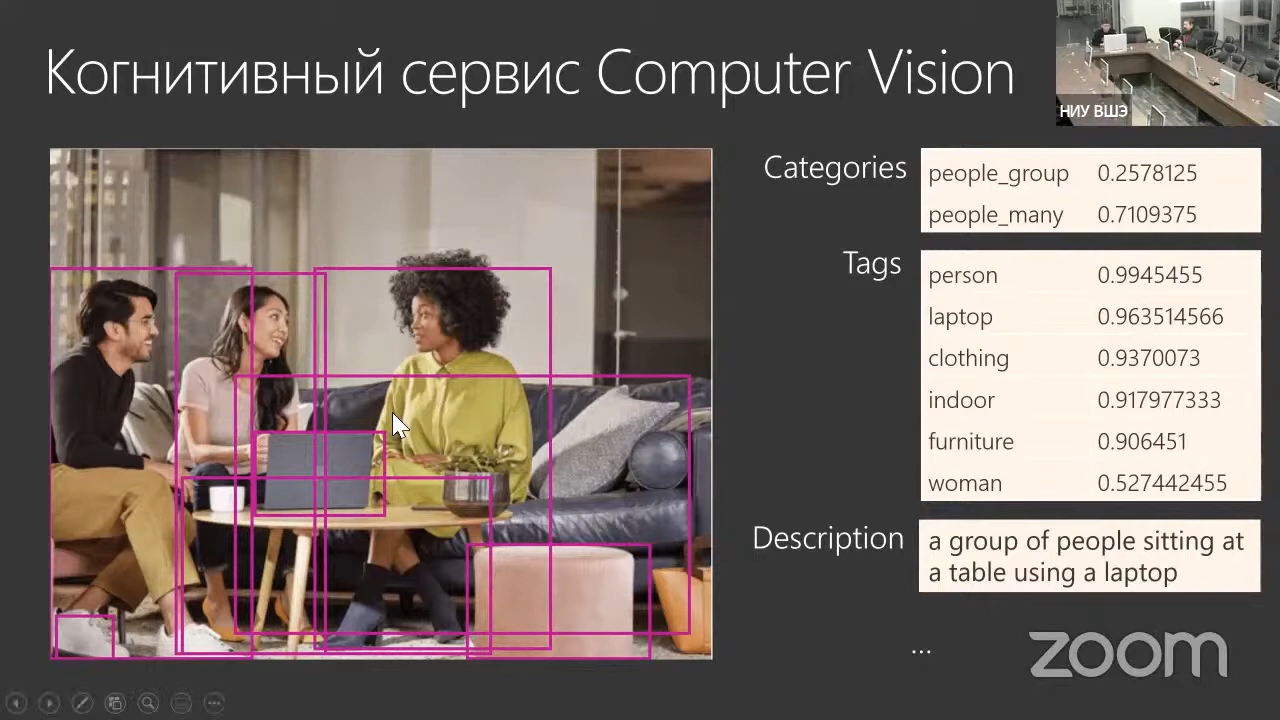 Когнитивный сервис Computer Vision
НИУ ВШЭ
Categories
people_group 0.2578125
people_many 0.7109375
Tags
person 0.9945455
laptop 0.963514566
clothing 0.9370073
indoor 0.917977333
furniture 0.906451
woman 0.527442455
Description
a group of people sitting at
a table using a laptop
...
zoom